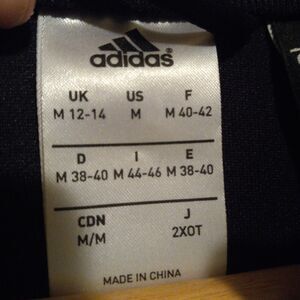 adidas®
UK US F
M 12-14 M M 40-42
D I E
M 38-40 M 44-46 M 38-40
CDN J
M/M 2XOT
MADE IN CHINA